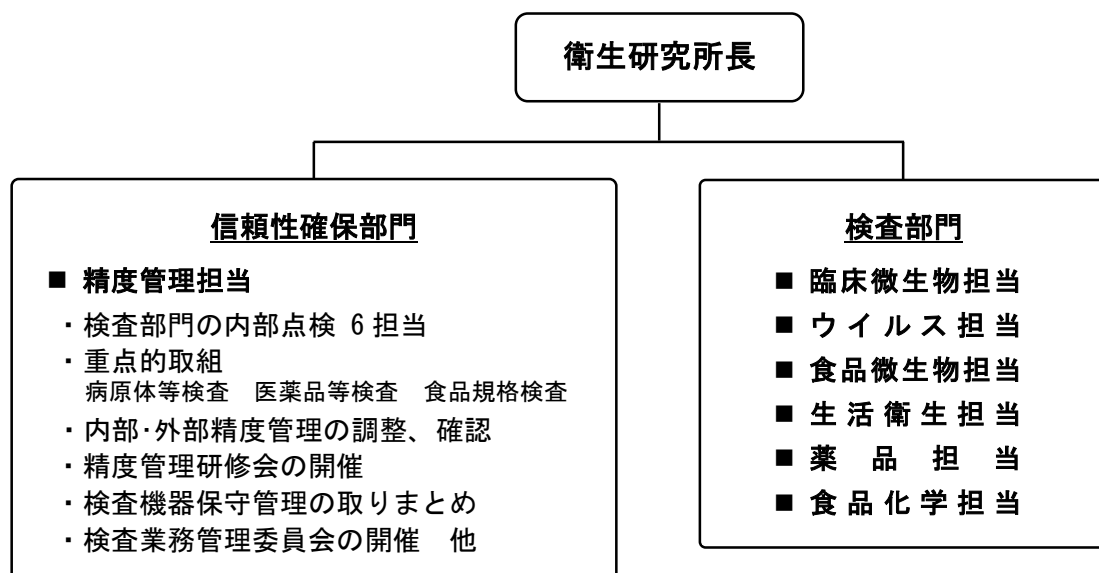 衛生研究所長
信頼性確保部門
■ 精度管理担当
・検査部門の内部点検 6担当
・重点的取組
病原体等検査 医薬品等検査 食品規格検査
・内部･外部精度管理の調整、確認
・精度管理研修会の開催
・検査機器保守管理の取りまとめ
・検査業務管理委員会の開催 他
検査部門
■ 臨床微生物担当
■ ウイルス担当
■ 食品微生物担当
■ 生活衛生担当
■ 薬品担当
■ 食品化学担当